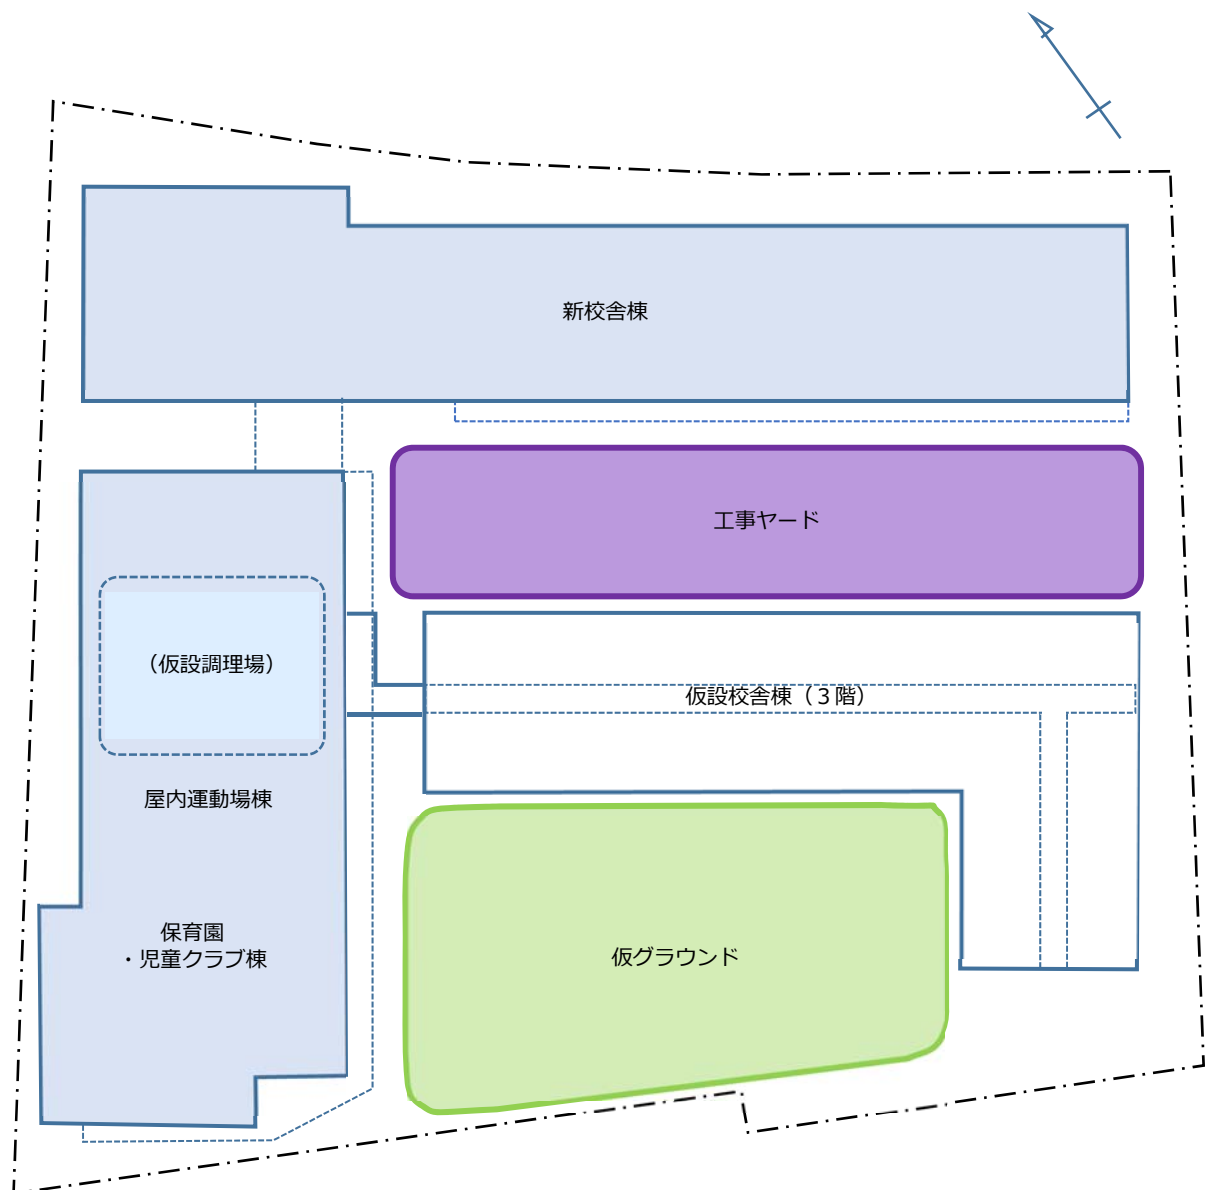 新校舎棟
工事ヤード
（仮設調理場）
仮設校舎棟（３階）
屋内運動場棟
保育園
・児童クラブ棟
仮グラウンド